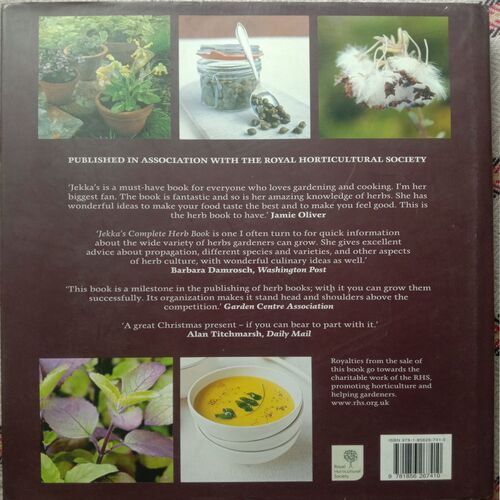 PUBLISHED IN ASSOCIATION WITH THE ROYAL HORTICULTURAL SOCIETY
'Jekka's is a must-have book for everyone who loves gardening and cooking. I'm her
biggest fan. The book is fantastic and so is her amazing knowledge of herbs. She has
wonderful ideas to make your food taste the best and to make you feel good. This is
the herb book to have.' Jamie Oliver
'Jekka's Complete Herb Book is one I often turn to for quick information
about the wide variety of herbs gardeners can grow. She gives excellent
advice about propagation, different species and varieties, and other aspects
of herb culture, with wonderful culinary ideas as well.'
Barbara Damrosch, Washington Post
'This book is a milestone in the publishing of herb books; with it you can grow them
successfully. Its organization makes it stand head and shoulders above the
competition.' Garden Centre Association
'A great Christmas present – if you can bear to part with it.'
Alan Titchmarsh, Daily Mail
Royalties from the sale of
this book go towards the
charitable work of the RHS,
promoting horticulture and
helping gardeners.
www.rhs.org.uk
Royal
Horticultural
Society
ISBN 978-1-85626-741-0
9 781856 267410